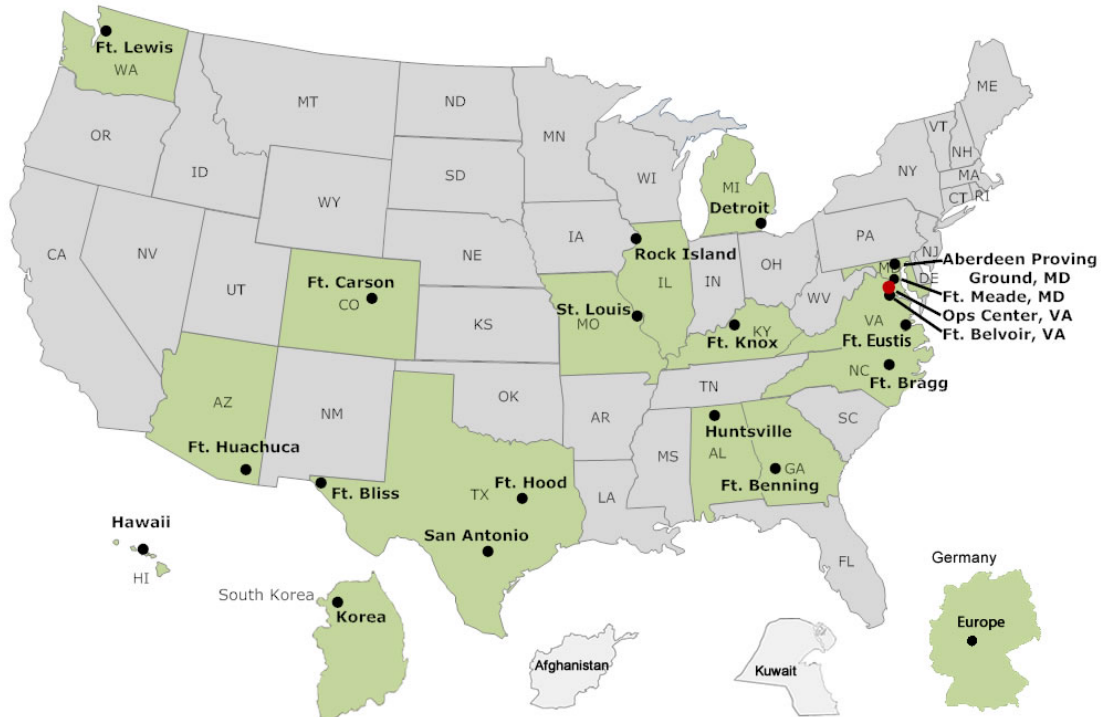 Ft. Lewis
WA
MT
ND
MN
ME
VT
NH
OR
ID
SD
WI
MI
NY
MA
CT
RI
WY
Detroit
IA
Rock Island
PA
NJ
Aberdeen Proving
Ground, MD
MD
DE
Ft. Meade, MD
Ops Center, VA
Ft. Belvoir, VA
CA
NV
UT
Ft. Carson
CO
NE
IL
IN
OH
WV
VA
St. Louis
MO
KS
Ft. Knox
KY
Ft. Eustis
NC
Ft. Bragg
AZ
NM
OK
AR
TN
SC
Huntsville
AL
MS
GA
Ft. Benning
Ft. Huachuca
Ft. Bliss
TX
Ft. Hood
LA
San Antonio
FL
Hawaii
HI
South Korea
Korea
Afghanistan
Kuwait
Germany
Europe